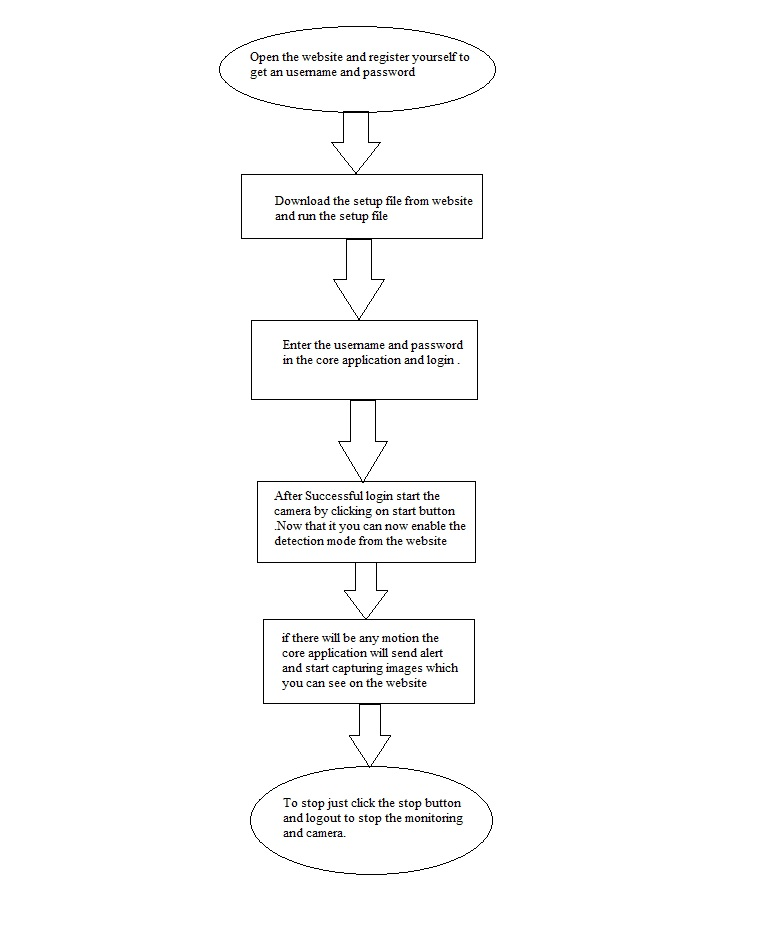 Open the website and register yourself to
get an username and password
Download the setup file from website
and run the setup file
Enter the username and password
in the core application and login .
After Successful login start the
camera by clicking on start button
.Now that it you can now enable the
detection mode from the website
if there will be any motion the
core application will send alert
and start capturing images which
you can see on the website
To stop just click the stop button
and logout to stop the monitoring
and camera.